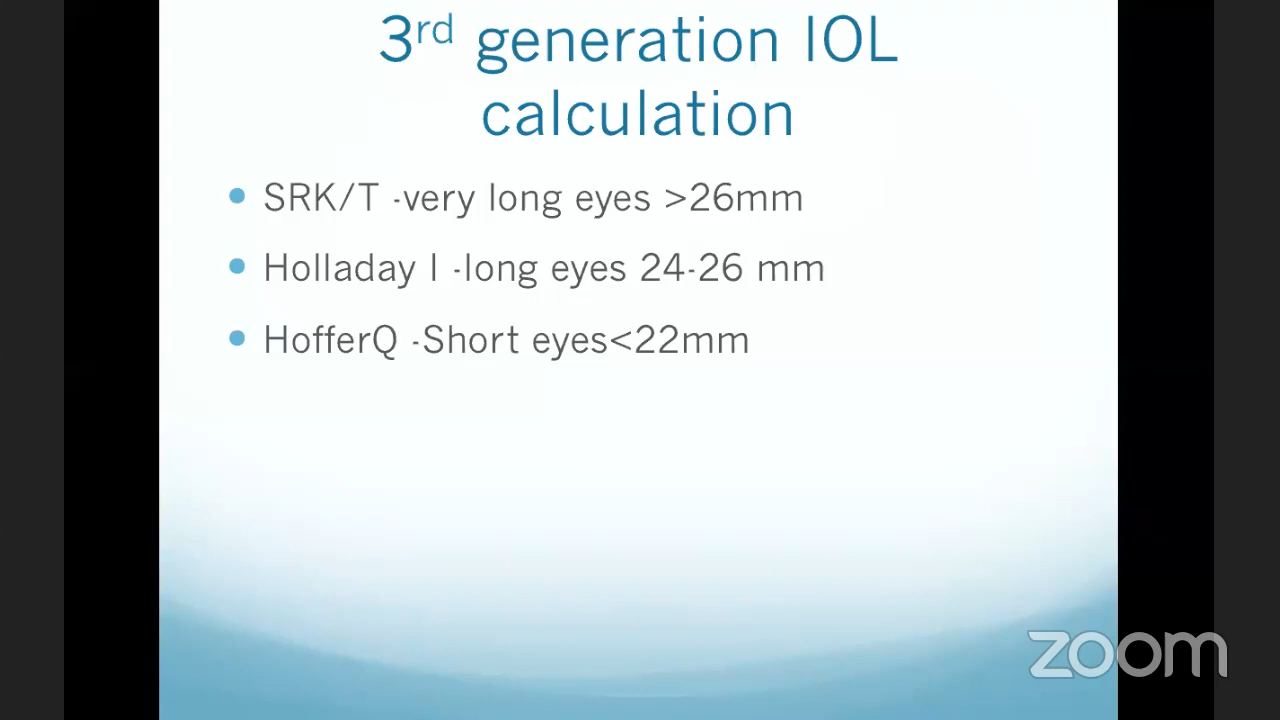 3rd generation IOL
calculation
• SRK/T -very long eyes >26mm
• Holladay I -long eyes 24-26 mm
• HofferQ -Short eyes<22mm
zoom